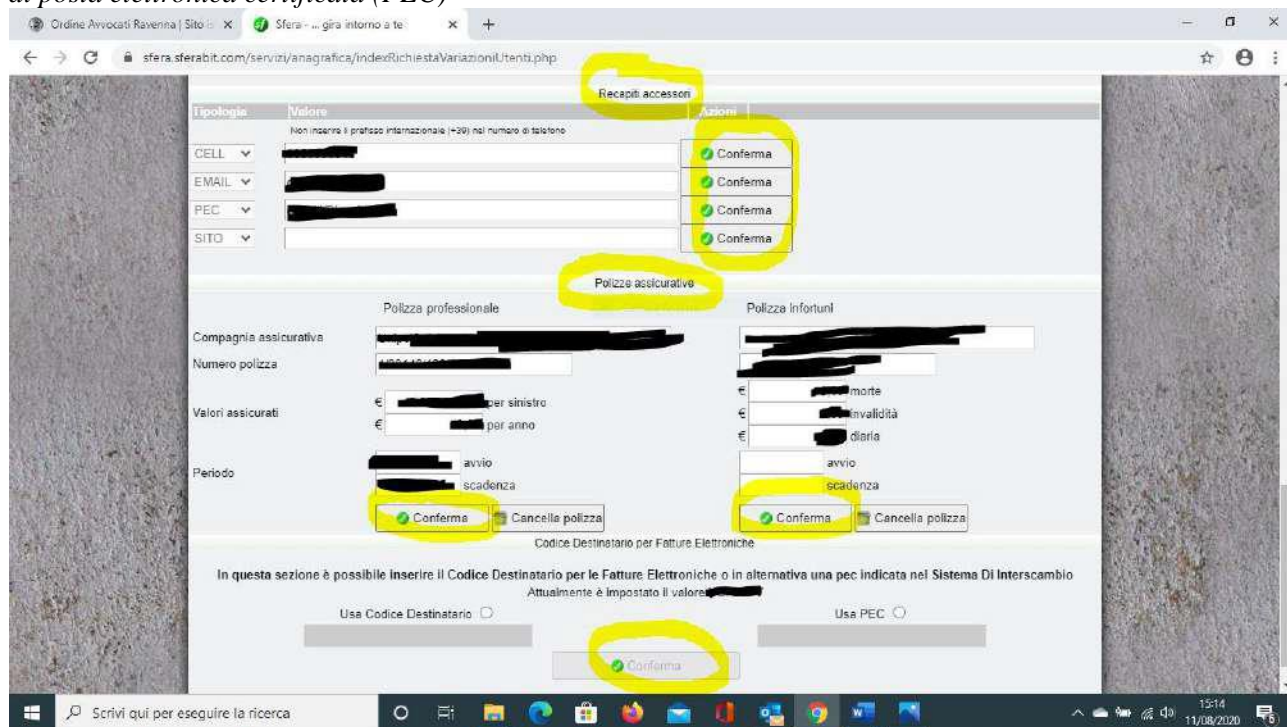 di posta elettronica certificata (PEC)
Ordine Avvocati Ravenna | Sito
Sfera - ... gira intorno a te
sfera.sferabit.com/servizi/anagrafica/indexRichiestaVariazioniUtenti.php
Recapiti accessori
Tipologia Valore Azioni
Non inserire il prefisso internazionale (+39) nel numero di telefono
CELL Conferma
EMAIL Conferma
PEC Conferma
SITO Conferma
Polizze assicurative
Polizza professionale Polizza infortuni
Compagnia assicurativa
Numero polizza
Valori assicurati
€ per sinistro
€ per anno
€ morte
€ invalidità
€ diaria
Periodo
avvio avvio
scadenza scadenza
Conferma Cancella polizza Conferma Cancella polizza
Codice Destinatario per Fatture Elettroniche
In questa sezione è possibile inserire il Codice Destinatario per le Fatture Elettroniche o in alternativa una pec indicata nel Sistema Di Interscambio
Attualmente è impostato il valore
Usa Codice Destinatario Usa PEC
Conferma
Scrivi qui per eseguire la ricerca
15:14
11/08/2020